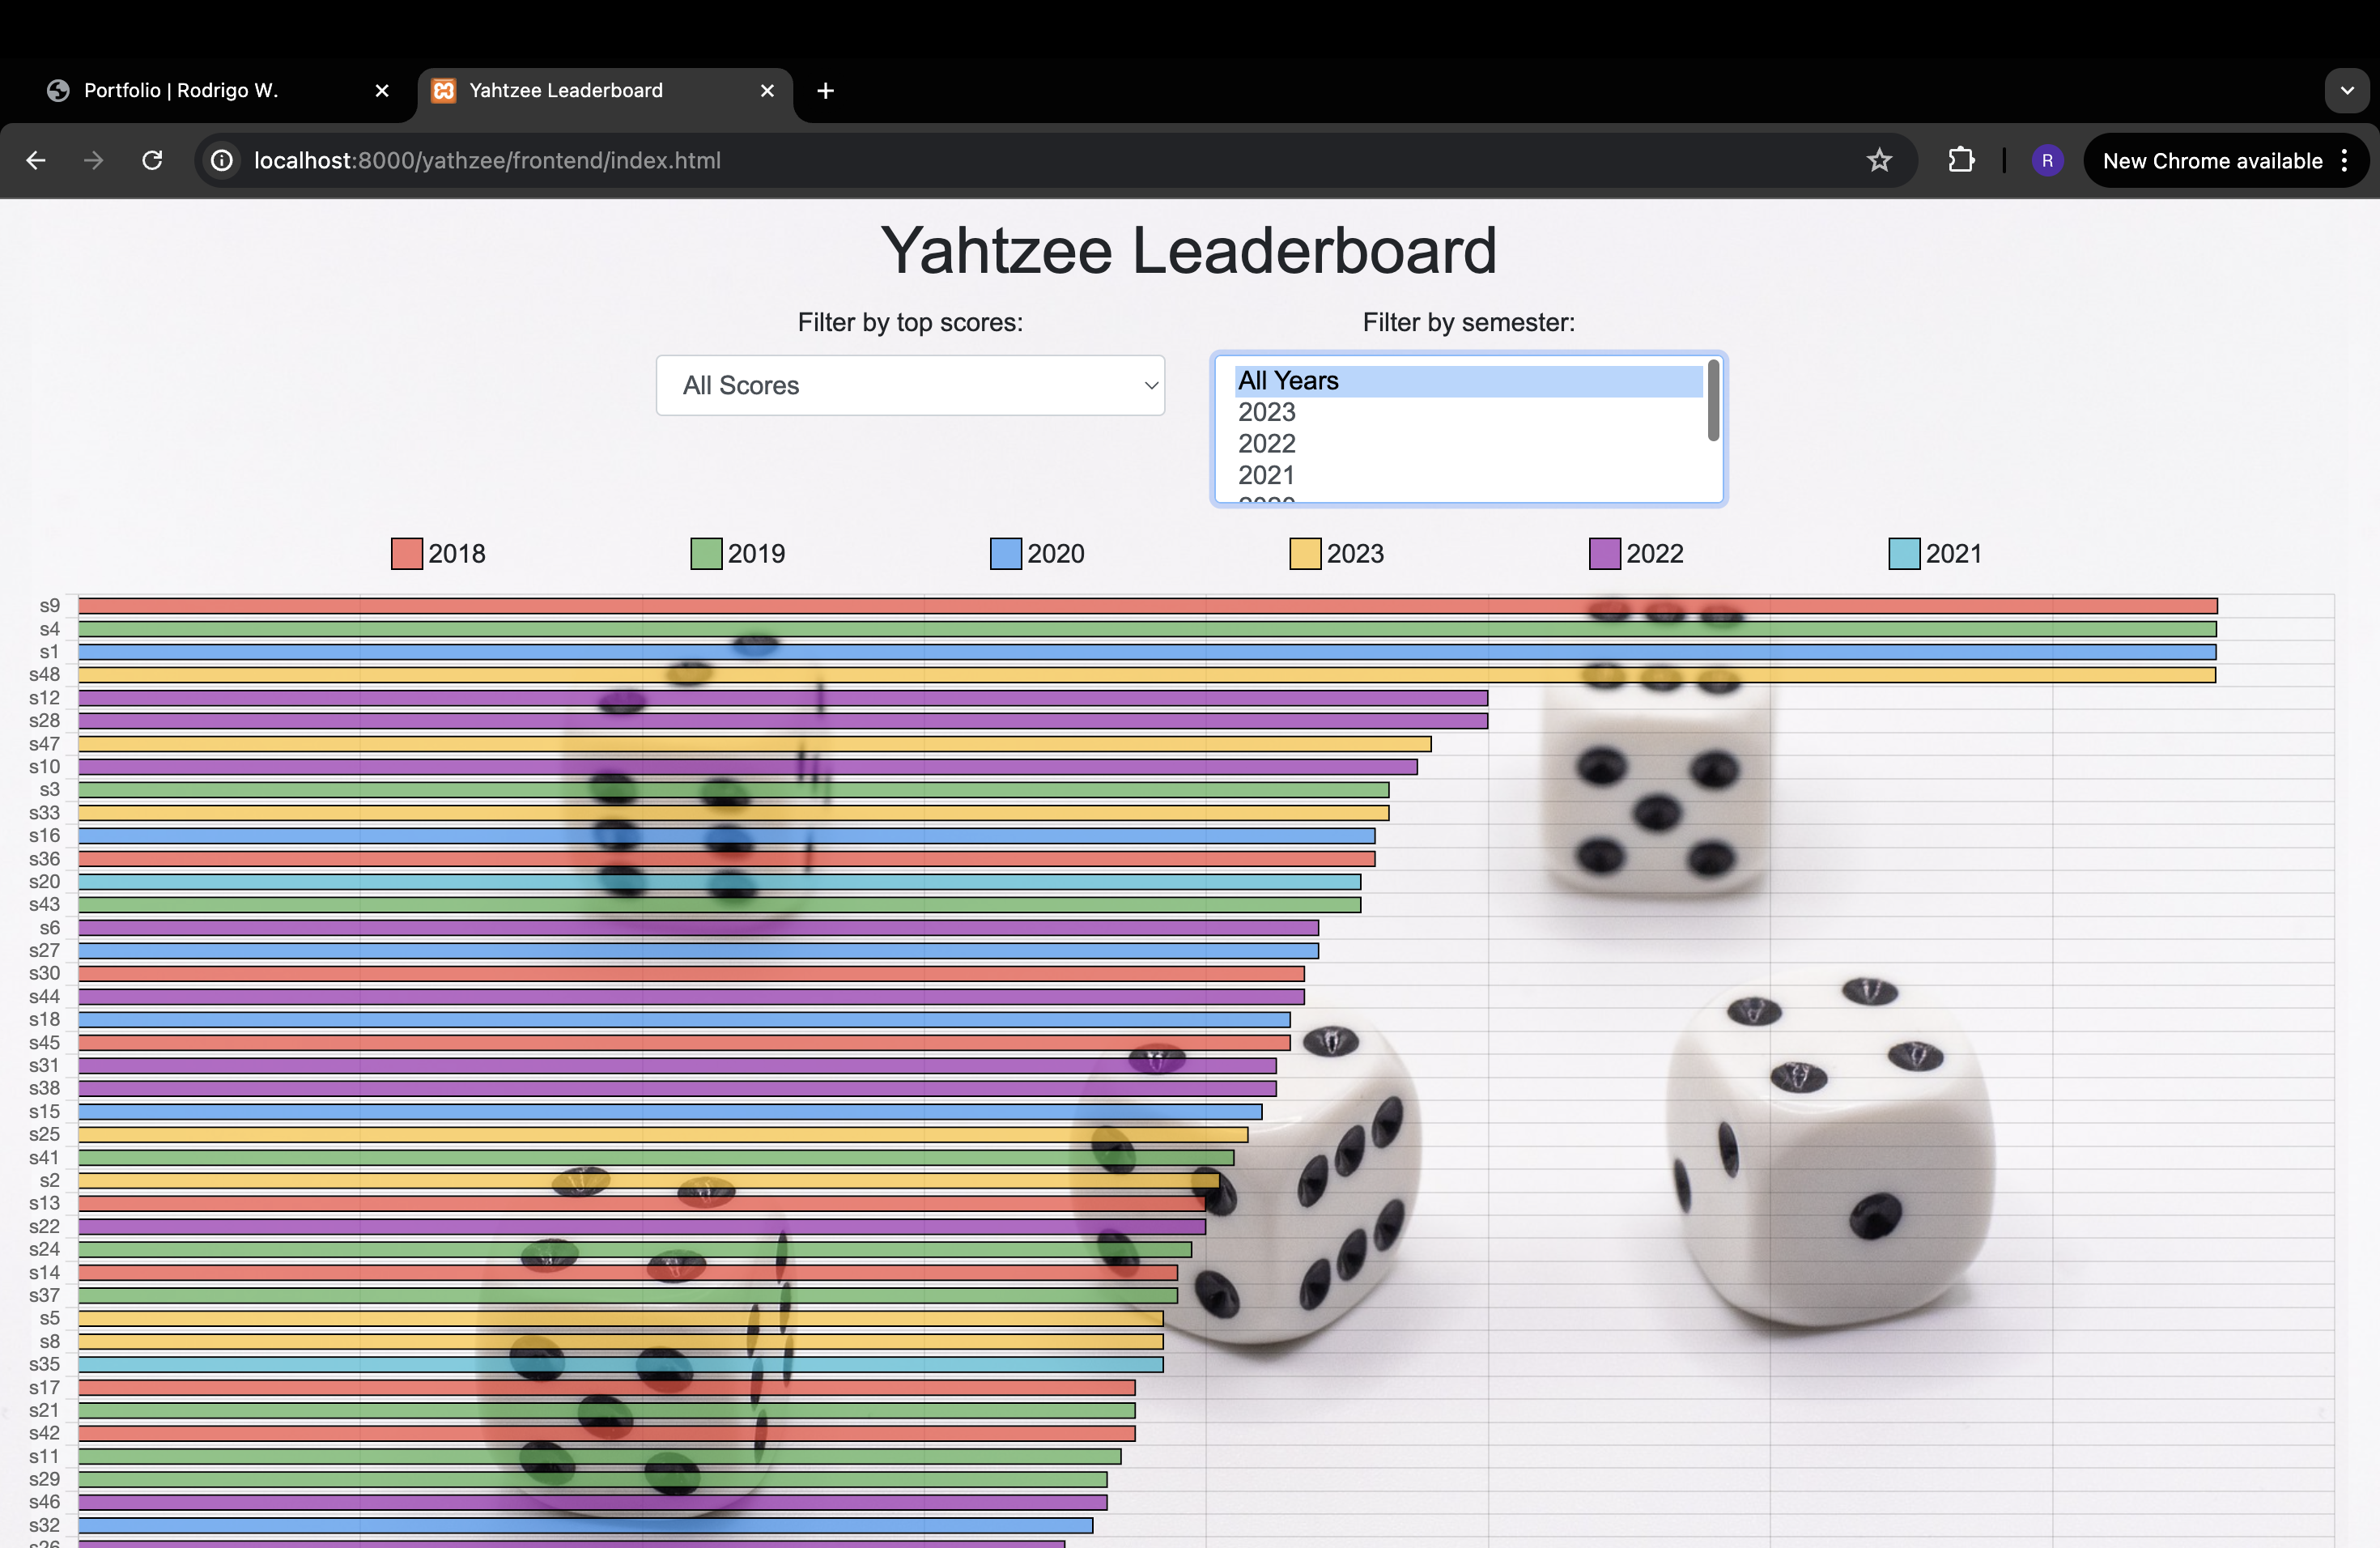 Portfolio | Rodrigo W.
Yahtzee Leaderboard
localhost:8000/yathzee/frontend/index.html
R
New Chrome available
Yahtzee Leaderboard
Filter by top scores:
Filter by semester:
All Scores
All Years
2023
2022
2021
2020
2018 2019 2020 2023 2022 2021
s9
s4
s1
s48
s12
s28
s47
s10
s3
s33
s16
s36
s20
s43
s6
s27
s30
s44
s18
s45
s31
s38
s15
s25
s41
s2
s13
s22
s24
s14
s37
s5
s8
s35
s17
s21
s42
s11
s29
s46
s32
s26